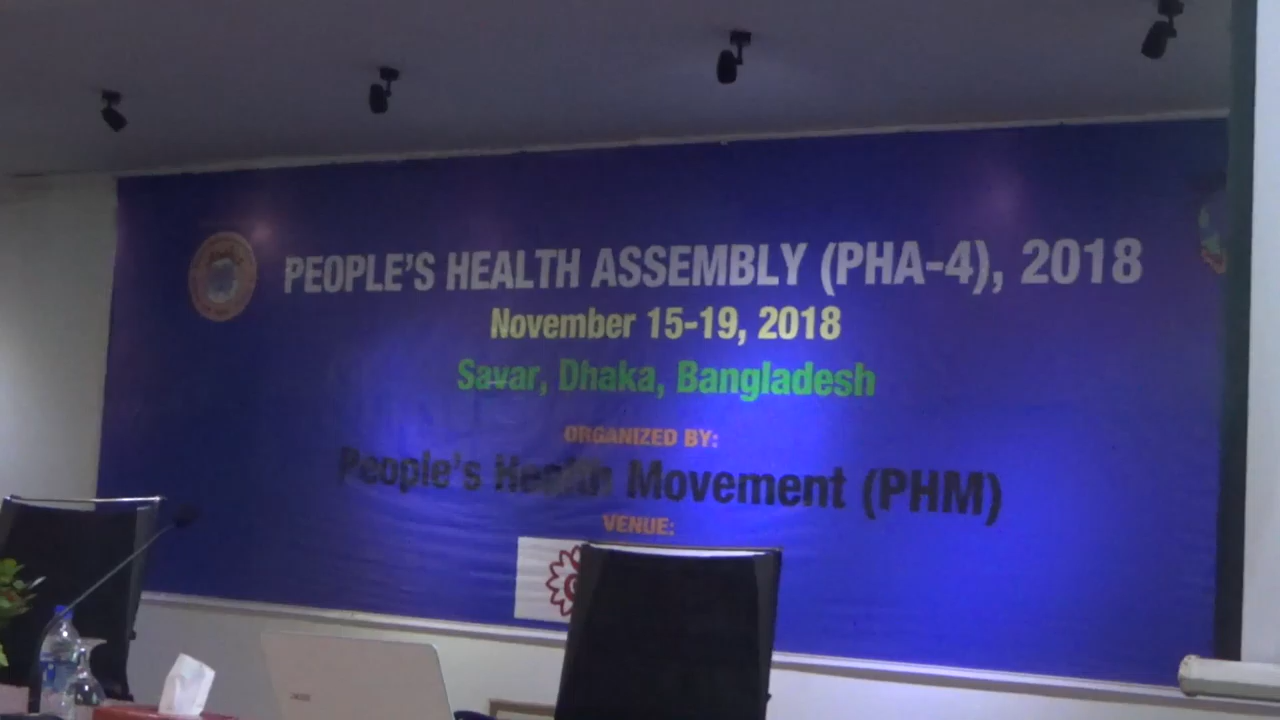 PEOPLE'S HEALTH ASSEMBLY (PHA-4), 2018
November 15-19, 2018
Savar, Dhaka, Bangladesh
ORGANIZED BY:
People's Health Movement (PHM)
VENUE: